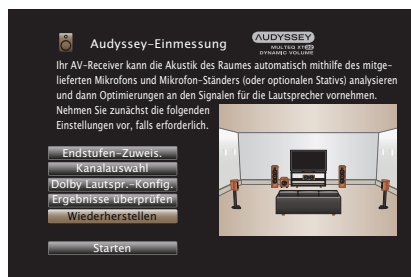 Audyssey-Einmessung
AUDYSSEY
MULTEQ XT32
DYNAMIC VOLUME
Ihr AV-Receiver kann die Akustik des Raumes automatisch mithilfe des mitge-
lieferten Mikrofons und Mikrofon-Ständers (oder optionalen Stativs) analysieren
und dann Optimierungen an den Signalen für die Lautsprecher vornehmen.
Nehmen Sie zunächst die folgenden
Einstellungen vor, falls erforderlich.
Endstufen-Zuweis.
Kanalauswahl
Dolby Lautspr.-Konfig.
Ergebnisse überprüfen
Wiederherstellen
Starten